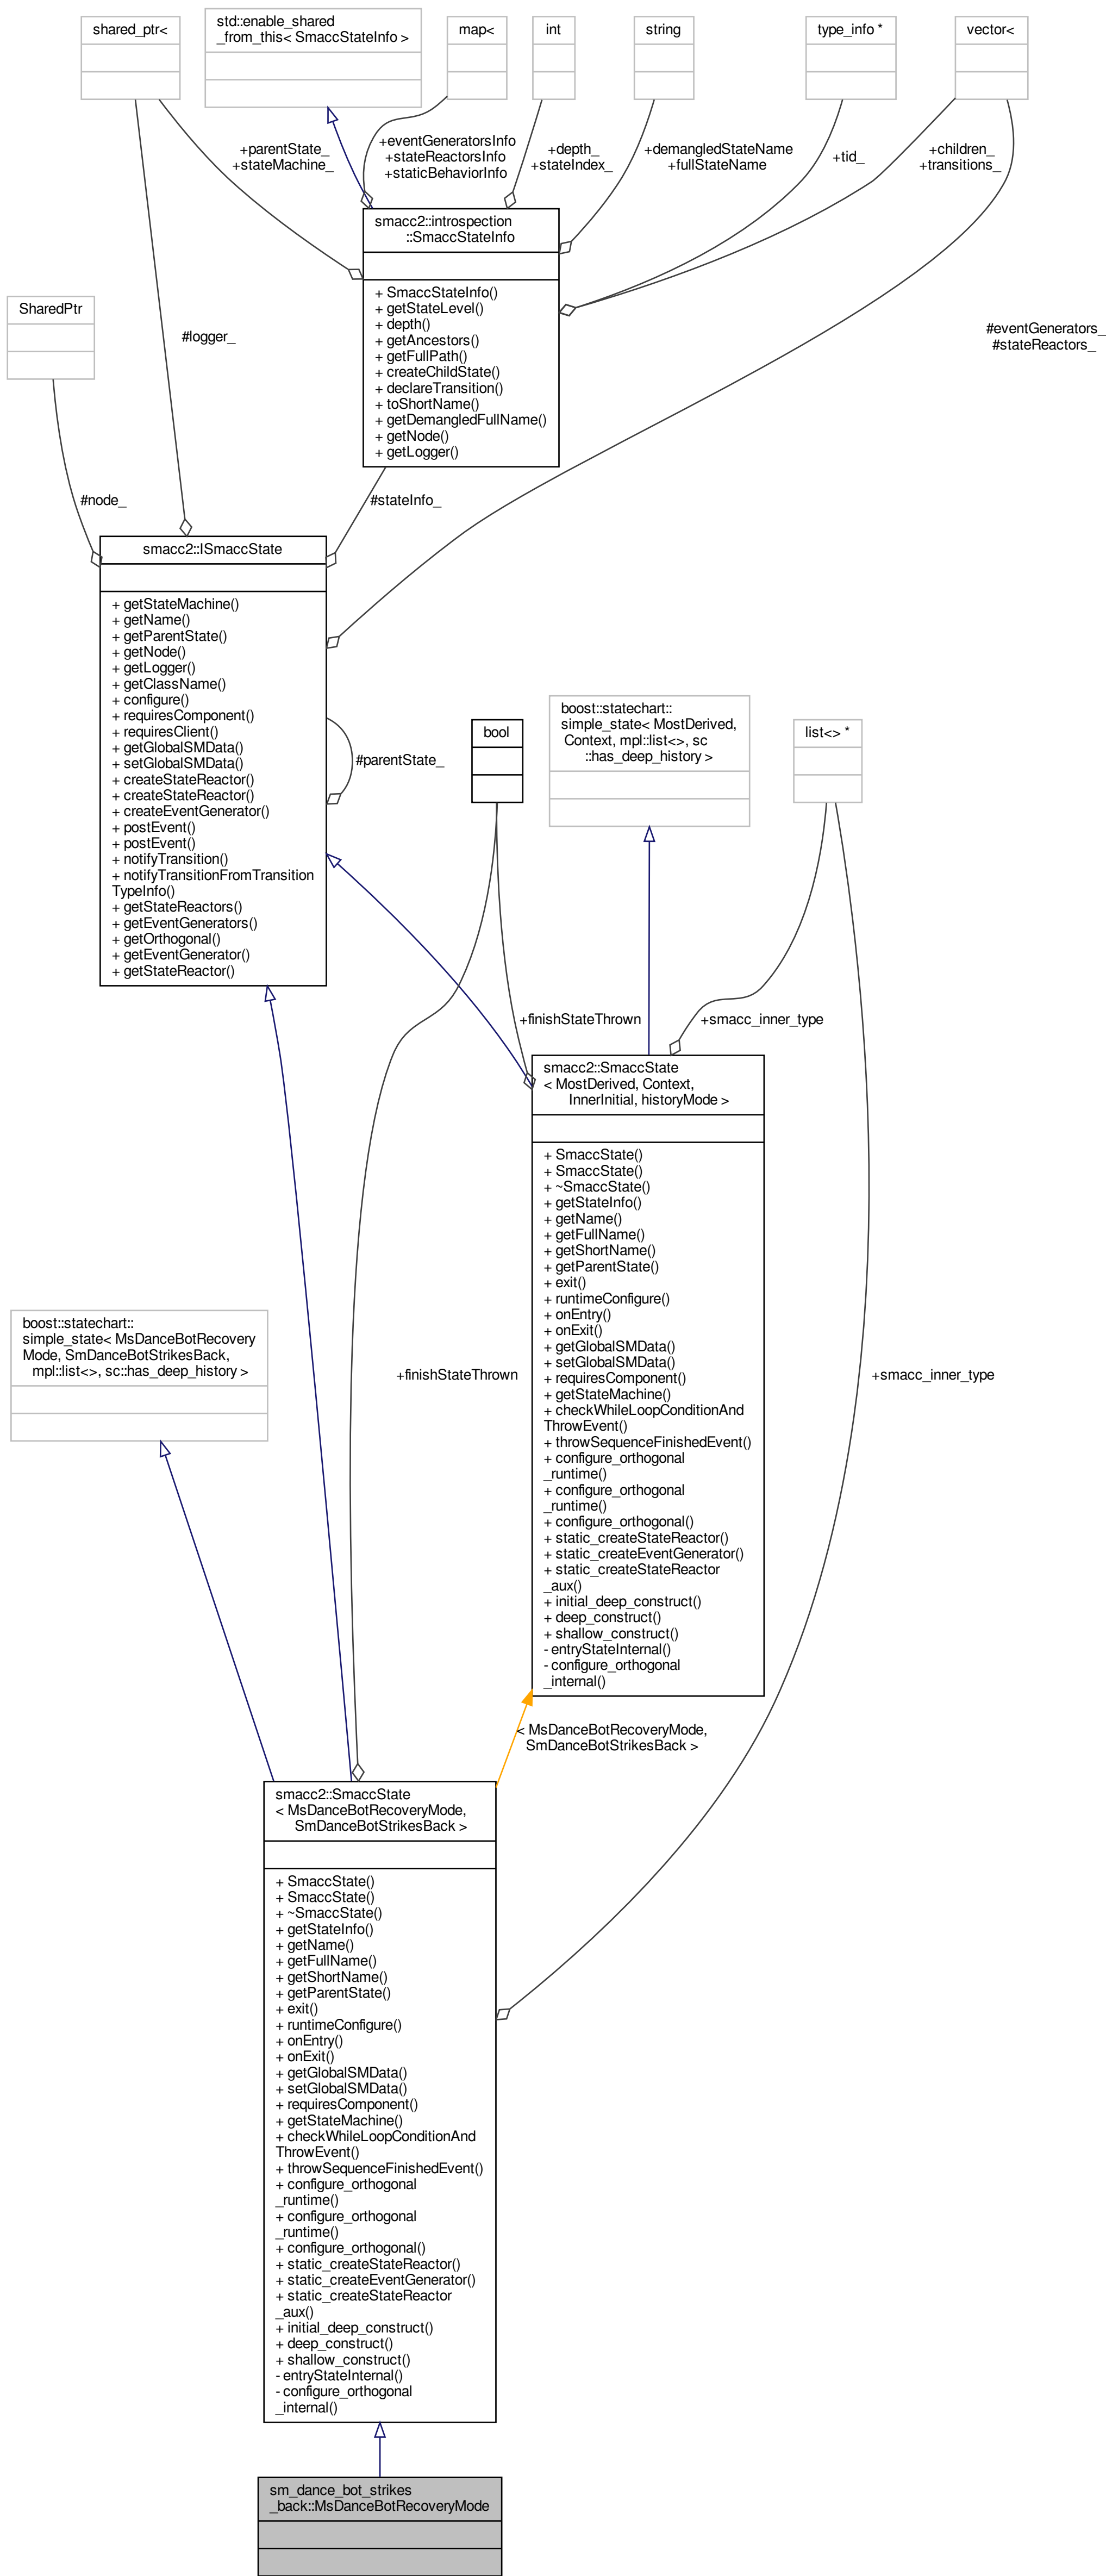 shared_ptr<
std::enable_shared
_from_this< SmaccStateInfo >
map<
int
string
type_info *
vector<
+parentState_
+stateMachine_
+eventGeneratorsInfo
+stateReactorsInfo
+staticBehaviorInfo
+depth_
+stateIndex_
+demangledStateName
+fullStateName
+tid_
+children_
+transitions_
smacc2::introspection
::SmaccStateInfo
+ SmaccStateInfo()
+ getStateLevel()
+ depth()
+ getAncestors()
+ getFullPath()
+ createChildState()
+ declareTransition()
+ toShortName()
+ getDemangledFullName()
+ getNode()
+ getLogger()
SharedPtr
#logger_
#eventGenerators_
#stateReactors_
#node_
#stateInfo_
smacc2::ISmaccState
+ getStateMachine()
+ getName()
+ getParentState()
+ getNode()
+ getLogger()
+ getClassName()
+ configure()
+ requiresComponent()
+ requiresClient()
+ getGlobalSMData()
+ setGlobalSMData()
+ createStateReactor()
+ createStateReactor()
+ createEventGenerator()
+ postEvent()
+ postEvent()
+ notifyTransition()
+ notifyTransitionFromTransition
TypeInfo()
+ getStateReactors()
+ getEventGenerators()
+ getOrthogonal()
+ getEventGenerator()
+ getStateReactor()
#parentState_
bool
boost::statechart::
simple_state< MostDerived,
Context, mpl::list<>, sc
::has_deep_history >
list<> *
+finishStateThrown
+smacc_inner_type
smacc2::SmaccState
< MostDerived, Context,
InnerInitial, historyMode >
+ SmaccState()
+ SmaccState()
+ ~SmaccState()
+ getStateInfo()
+ getName()
+ getFullName()
+ getShortName()
+ getParentState()
+ exit()
+ runtimeConfigure()
+ onEntry()
+ onExit()
+ getGlobalSMData()
+ setGlobalSMData()
+ requiresComponent()
+ getStateMachine()
+ checkWhileLoopConditionAnd
ThrowEvent()
+ throwSequenceFinishedEvent()
+ configure_orthogonal
_runtime()
+ configure_orthogonal
_runtime()
+ configure_orthogonal()
+ static_createStateReactor()
+ static_createEventGenerator()
+ static_createStateReactor
_aux()
+ initial_deep_construct()
+ deep_construct()
+ shallow_construct()
- entryStateInternal()
- configure_orthogonal
_internal()
boost::statechart::
simple_state< MsDanceBotRecovery
Mode, SmDanceBotStrikesBack,
mpl::list<>, sc::has_deep_history >
+finishStateThrown
+smacc_inner_type
< MsDanceBotRecoveryMode,
SmDanceBotStrikesBack >
smacc2::SmaccState
< MsDanceBotRecoveryMode,
SmDanceBotStrikesBack >
+ SmaccState()
+ SmaccState()
+ ~SmaccState()
+ getStateInfo()
+ getName()
+ getFullName()
+ getShortName()
+ getParentState()
+ exit()
+ runtimeConfigure()
+ onEntry()
+ onExit()
+ getGlobalSMData()
+ setGlobalSMData()
+ requiresComponent()
+ getStateMachine()
+ checkWhileLoopConditionAnd
ThrowEvent()
+ throwSequenceFinishedEvent()
+ configure_orthogonal
_runtime()
+ configure_orthogonal
_runtime()
+ configure_orthogonal()
+ static_createStateReactor()
+ static_createEventGenerator()
+ static_createStateReactor
_aux()
+ initial_deep_construct()
+ deep_construct()
+ shallow_construct()
- entryStateInternal()
- configure_orthogonal
_internal()
sm_dance_bot_strikes
_back::MsDanceBotRecoveryMode